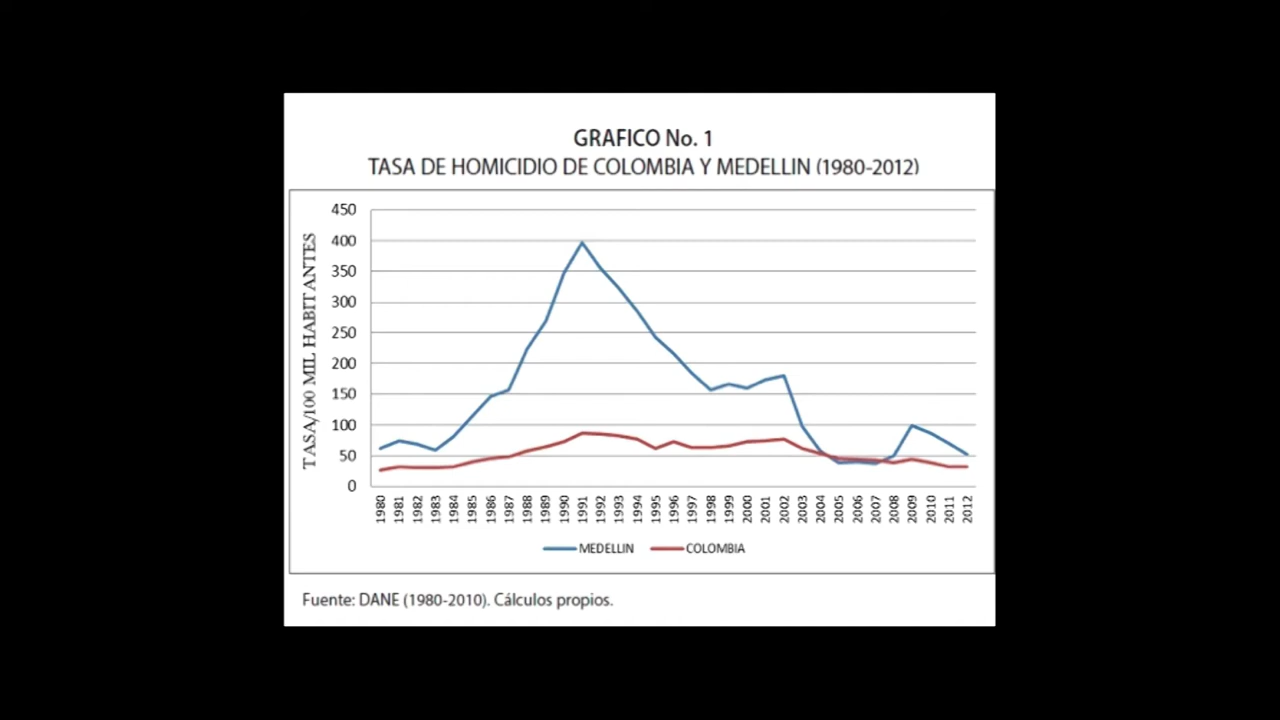 GRAFICO No. 1
TASA DE HOMICIDIO DE COLOMBIA Y MEDELLIN (1980-2012)
TASA/100 MIL HABITANTES
450
400
350
300
250
200
150
100
50
0
1980 1981 1982 1983 1984 1985 1986 1987 1988 1989 1990 1991 1992 1993 1994 1995 1996 1997 1998 1999 2000 2001 2002 2003 2004 2005 2006 2007 2008 2009 2010 2011 2012
MEDELLIN COLOMBIA
Fuente: DANE (1980-2010). Cálculos propios.